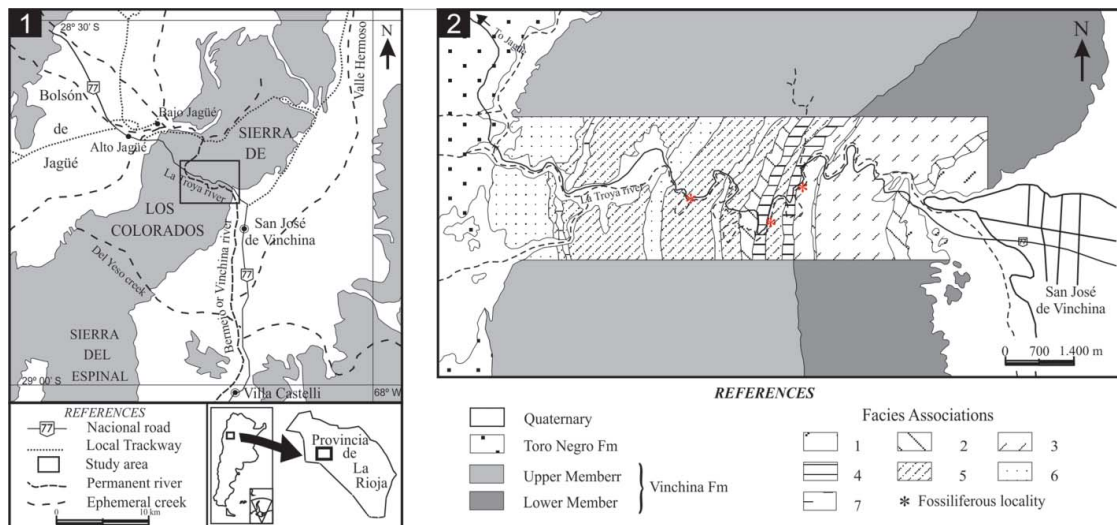 1
28° 30' S
N
77
Bolsón
de
Jagüé
Bajo Jagüé
Alto Jagüé
Valle Hermoso
SIERRA
DE
La Troya river
LOS
COLORADOS
San José
de Vinchina
Del Yeso creek
77
Bermejo or Vinchina river
SIERRA
DEL
ESPINAL
29° 00' S
68° W
Villa Castelli
REFERENCES
77 Nacional road
Local Trackway
Study area
Permanent river
Ephemeral creek
0 10 km
Provincia
de
La
Rioja
2
To Jagüé
N
La Troya river
77
San José
de Vinchina
0 700 1.400 m
REFERENCES
Quaternary
Toro Negro Fm
Upper Memberr
Lower Member
Vinchina Fm
Facies Associations
1 2 3
4 5 6
7 * Fossiliferous locality